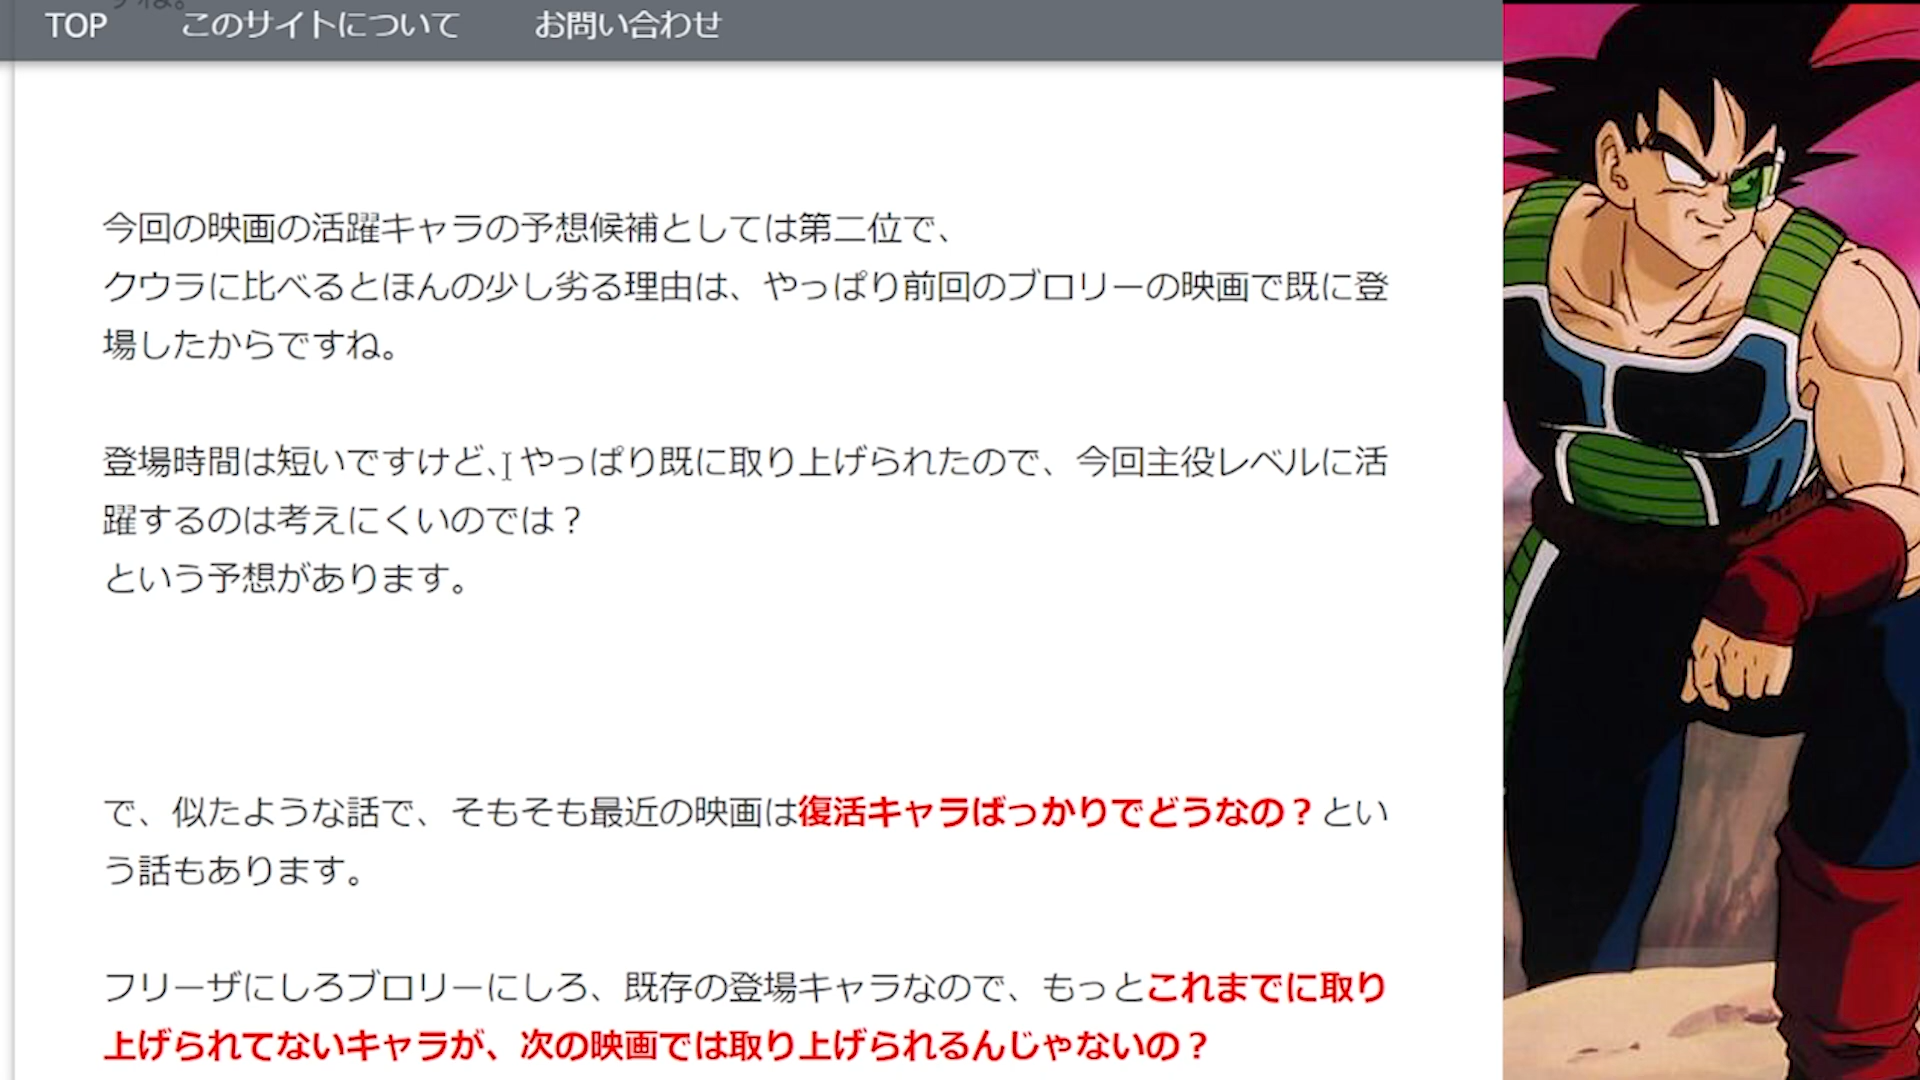 TOP このサイトについて お問い合わせ
今回の映画の活躍キャラの予想候補としては第二位で、
クウラに比べるとほんの少し劣る理由は、やっぱり前回のブロリーの映画で既に登
場したからですね。
登場時間は短いですけど、やっぱり既に取り上げられたので、今回主役レベルに活
躍するのは考えにくいのでは？
という予想があります。
で、似たような話で、そもそも最近の映画は復活キャラばっかりでどうなの？とい
う話もあります。
フリーザにしろブロリーにしろ、既存の登場キャラなので、もっとこれまでに取り
上げられてないキャラが、次の映画では取り上げられるんじゃないの？